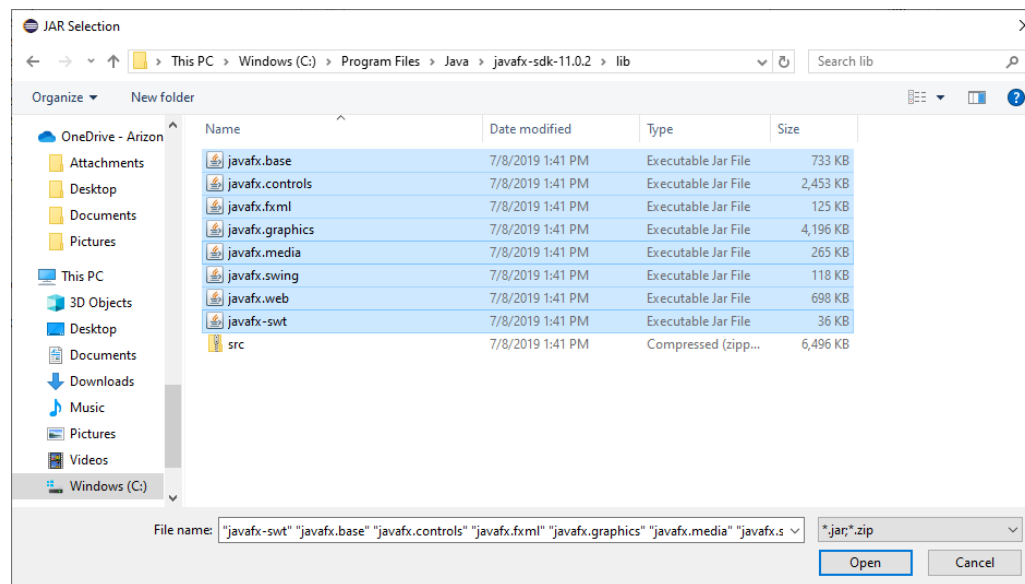 JAR Selection
This PC > Windows (C:) > Program Files > Java > javafx-sdk-11.0.2 > lib
Search lib
Organize New folder
Name Date modified Type Size
OneDrive - Arizon
Attachments
Desktop
Documents
Pictures
This PC
3D Objects
Desktop
Documents
Downloads
Music
Pictures
Videos
Windows (C:)
javafx.base 7/8/2019 1:41 PM Executable Jar File 733 KB
javafx.controls 7/8/2019 1:41 PM Executable Jar File 2,453 KB
javafx.fxml 7/8/2019 1:41 PM Executable Jar File 125 KB
javafx.graphics 7/8/2019 1:41 PM Executable Jar File 4,196 KB
javafx.media 7/8/2019 1:41 PM Executable Jar File 265 KB
javafx.swing 7/8/2019 1:41 PM Executable Jar File 118 KB
javafx.web 7/8/2019 1:41 PM Executable Jar File 698 KB
javafx-swt 7/8/2019 1:41 PM Executable Jar File 36 KB
src 7/8/2019 1:41 PM Compressed (zipp... 6,496 KB
File name: "javafx-swt" "javafx.base" "javafx.controls" "javafx.fxml" "javafx.graphics" "javafx.media" "javafx.s *.jar;*.zip
Open Cancel